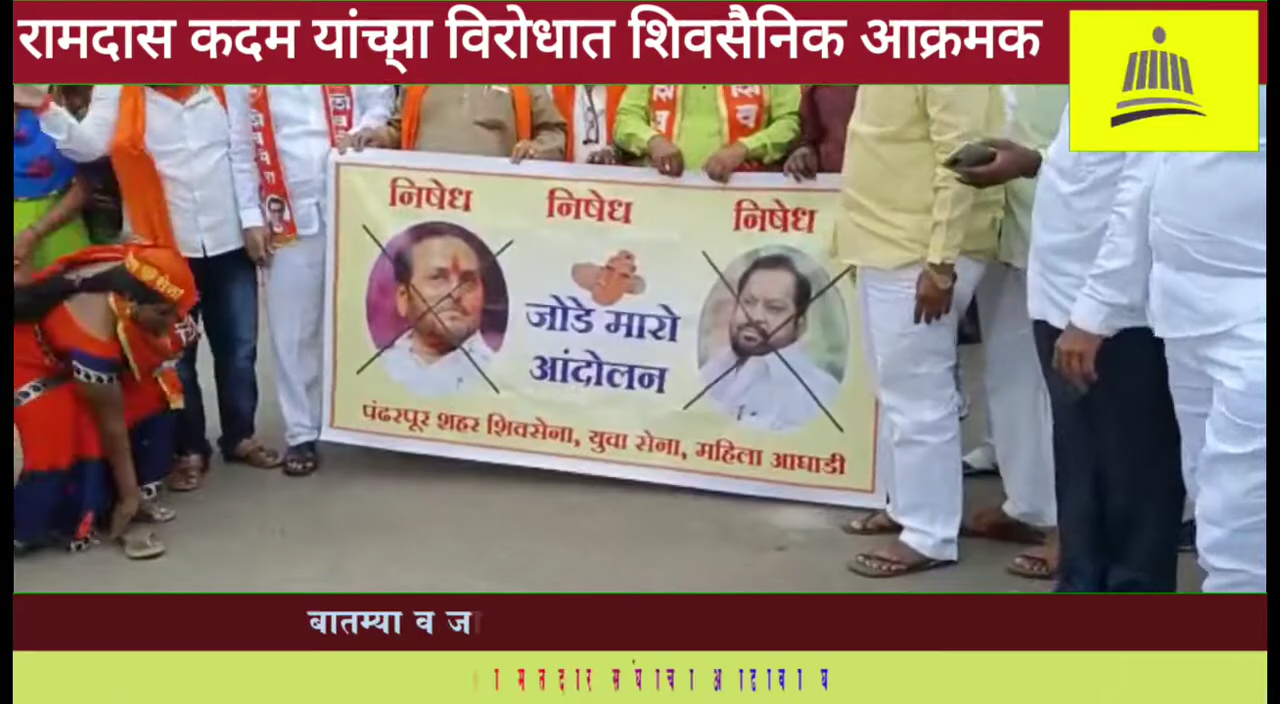 रामदास कदम यांच्या विरोधात शिवसैनिक आक्रमक
निषेध निषेध निषेध
जोडे मारो
आंदोलन
पंढरपूर शहर शिवसेना, युवा सेना, महिला आघाडी
बातम्या व ज